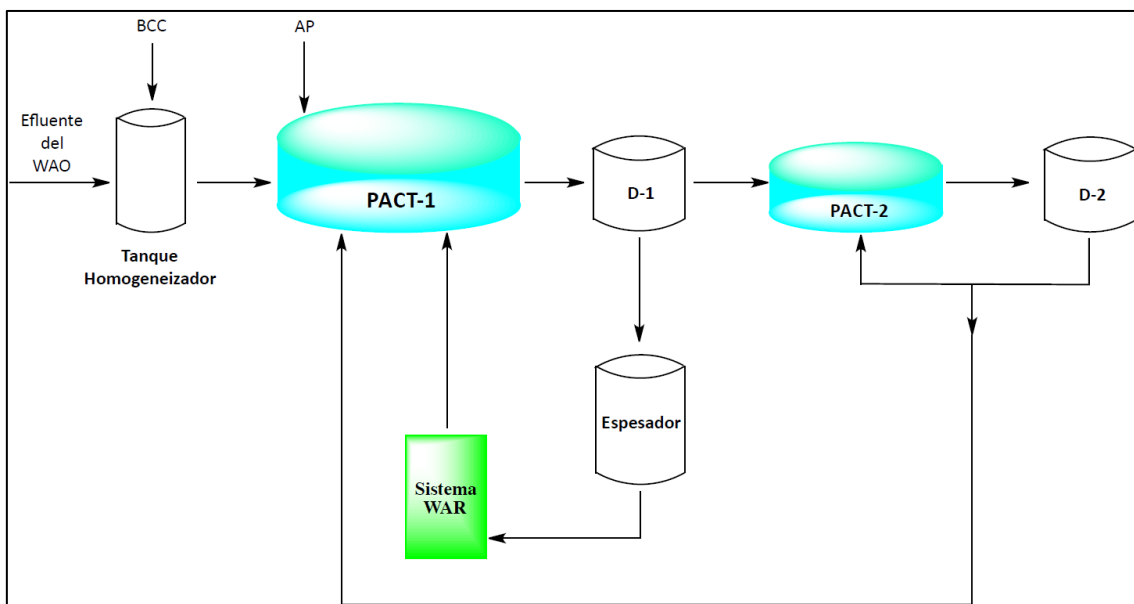 BCC
AP
Efluente
del
WAO
PACT-1
D-1
PACT-2
D-2
Tanque
Homogeneizador
Espesador
Sistema
WAR